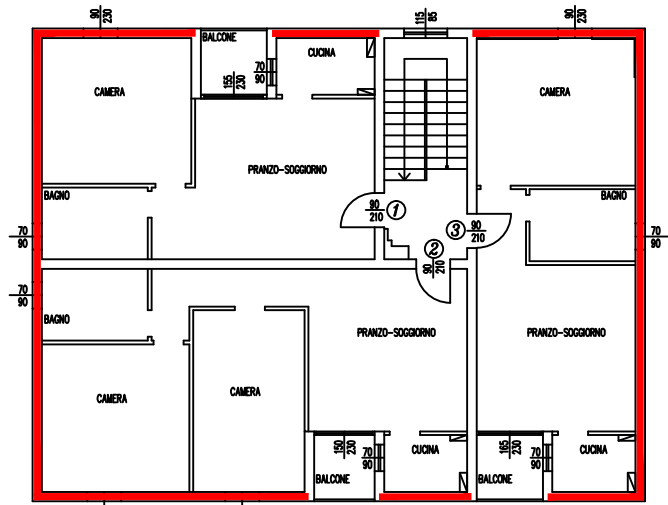 90
230
115
85
90
230
BALCONE
CUCINA
70
90
155
230
CAMERA
CAMERA
PRANZO-SOGGIORNO
BAGNO
BAGNO
90
210
1
3
90
210
70
90
70
90
2
90
210
70
90
BAGNO
PRANZO-SOGGIORNO
PRANZO-SOGGIORNO
CAMERA
CAMERA
150
230
70
90
CUCINA
BALCONE
165
230
70
90
CUCINA
BALCONE